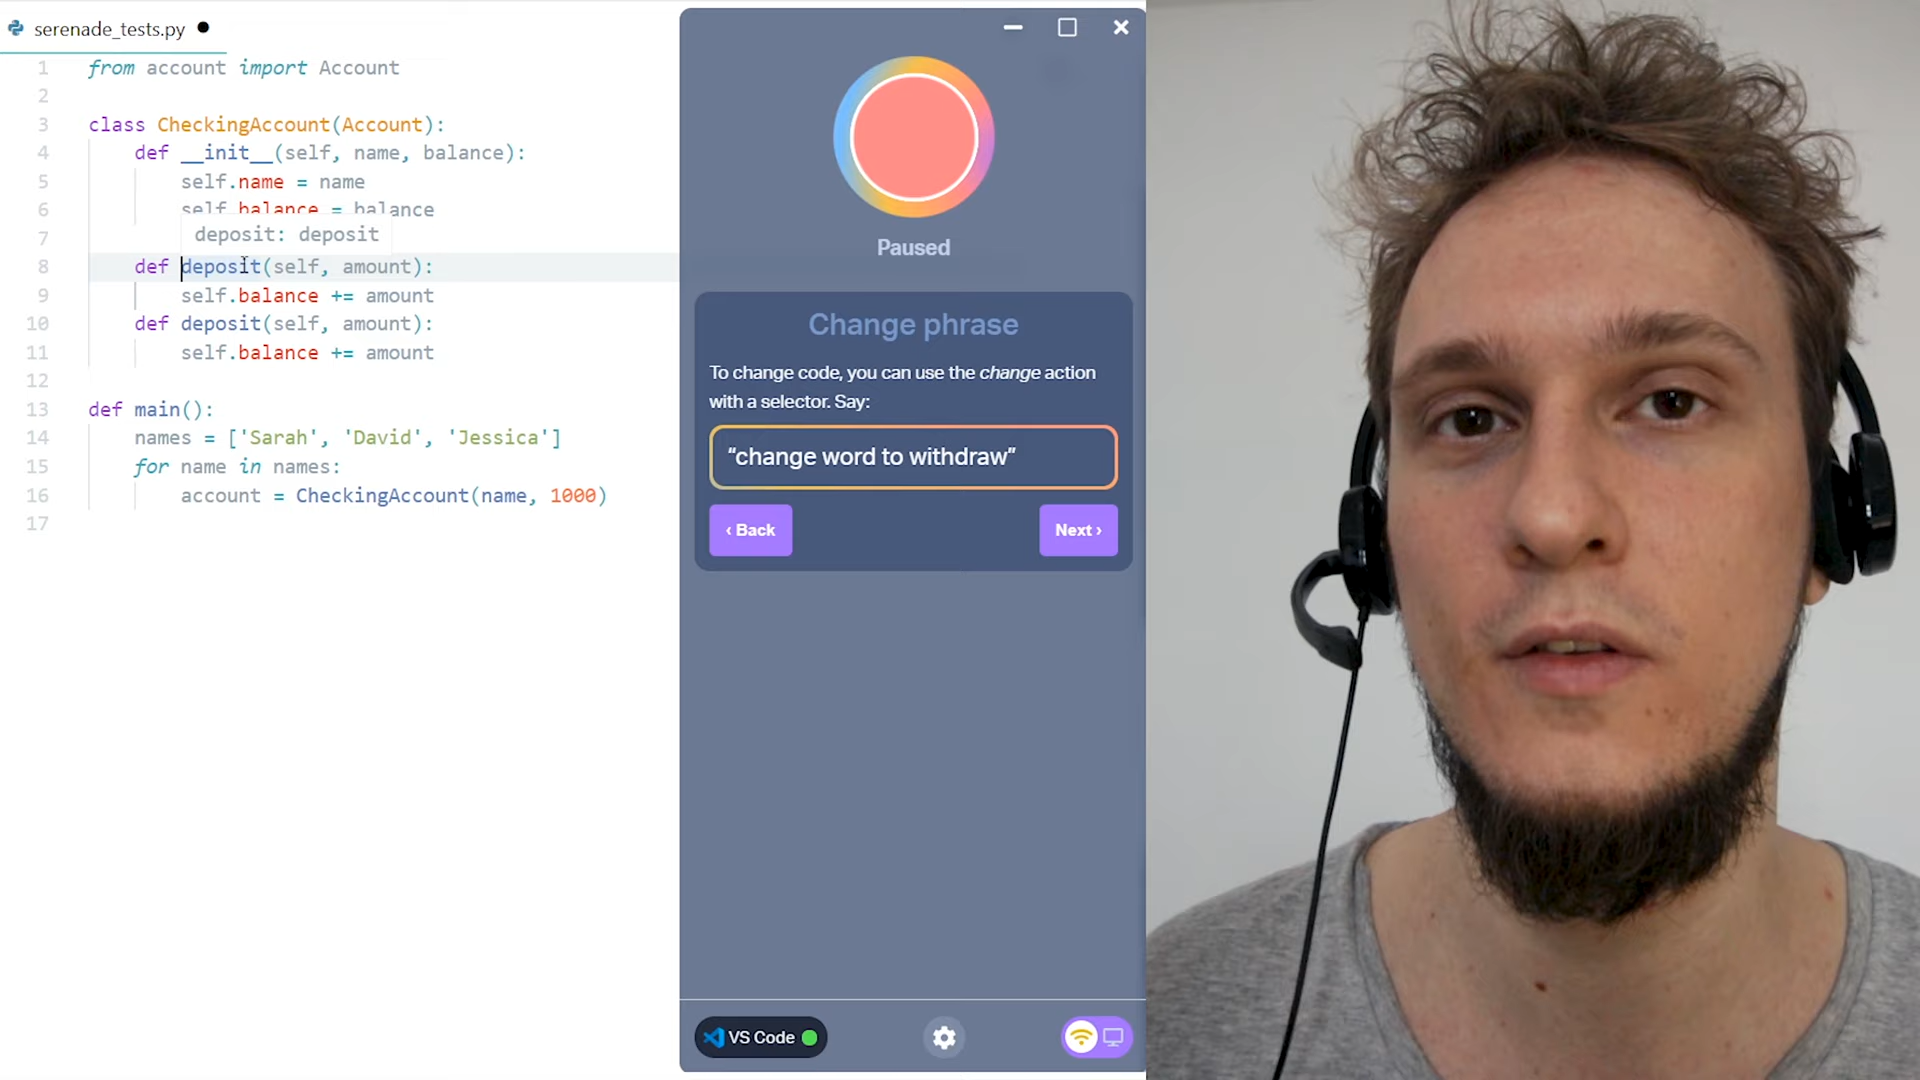 serenade_tests.py
1 from account import Account
2
3 class CheckingAccount(Account):
4 def __init__(self, name, balance):
5 self.name = name
6 self.balance = balance
deposit: deposit
7
8 def deposit(self, amount):
9 self.balance += amount
10 def deposit(self, amount):
11 self.balance += amount
12
13 def main():
14 names = ['Sarah', 'David', 'Jessica']
15 for name in names:
16 account = CheckingAccount(name, 1000)
17
Paused
Change phrase
To change code, you can use the change action
with a selector. Say:
“change word to withdraw”
‹ Back
Next ›
VS Code